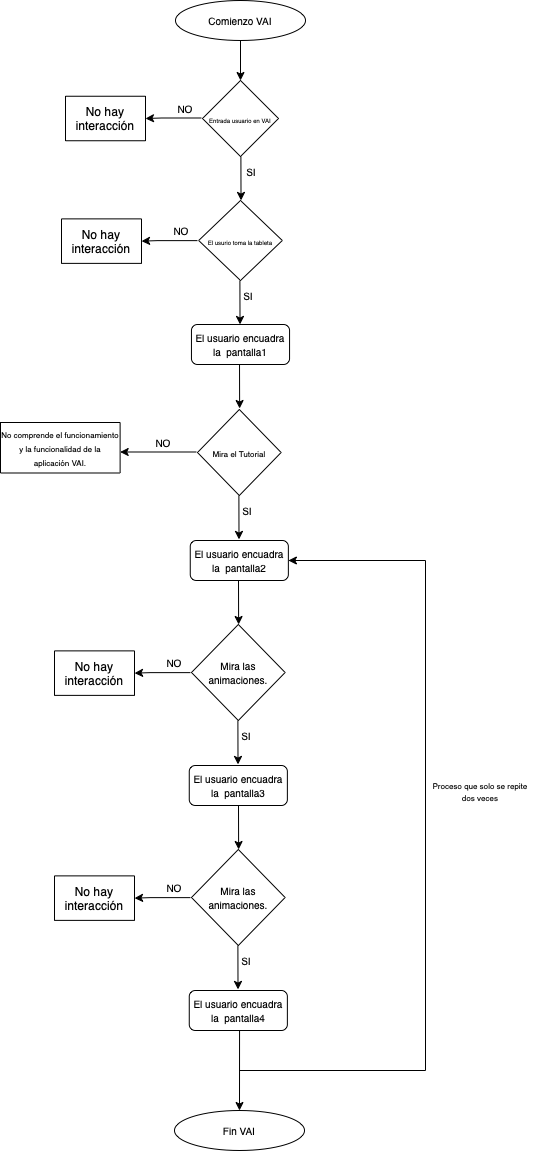 Comienzo VAI
Entrada usuario en VAI
NO
No hay
interacción
SI
El usurio toma la tableta
NO
No hay
interacción
SI
El usuario encuadra
la pantalla1
Mira el Tutorial
NO
No comprende el funcionamiento
y la funcionalidad de la
aplicación VAI.
SI
El usuario encuadra
la pantalla2
Mira las
animaciones.
NO
No hay
interacción
SI
El usuario encuadra
la pantalla3
Proceso que solo se repite
dos veces
Mira las
animaciones.
NO
No hay
interacción
SI
El usuario encuadra
la pantalla4
Fin VAI